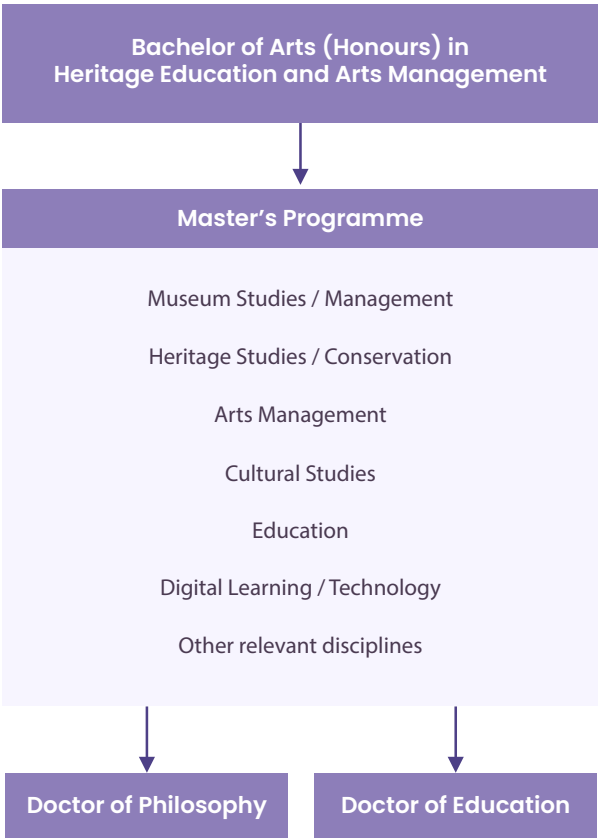 Bachelor of Arts (Honours) in
Heritage Education and Arts Management
Master's Programme
Museum Studies / Management
Heritage Studies / Conservation
Arts Management
Cultural Studies
Education
Digital Learning / Technology
Other relevant disciplines
Doctor of Philosophy
Doctor of Education